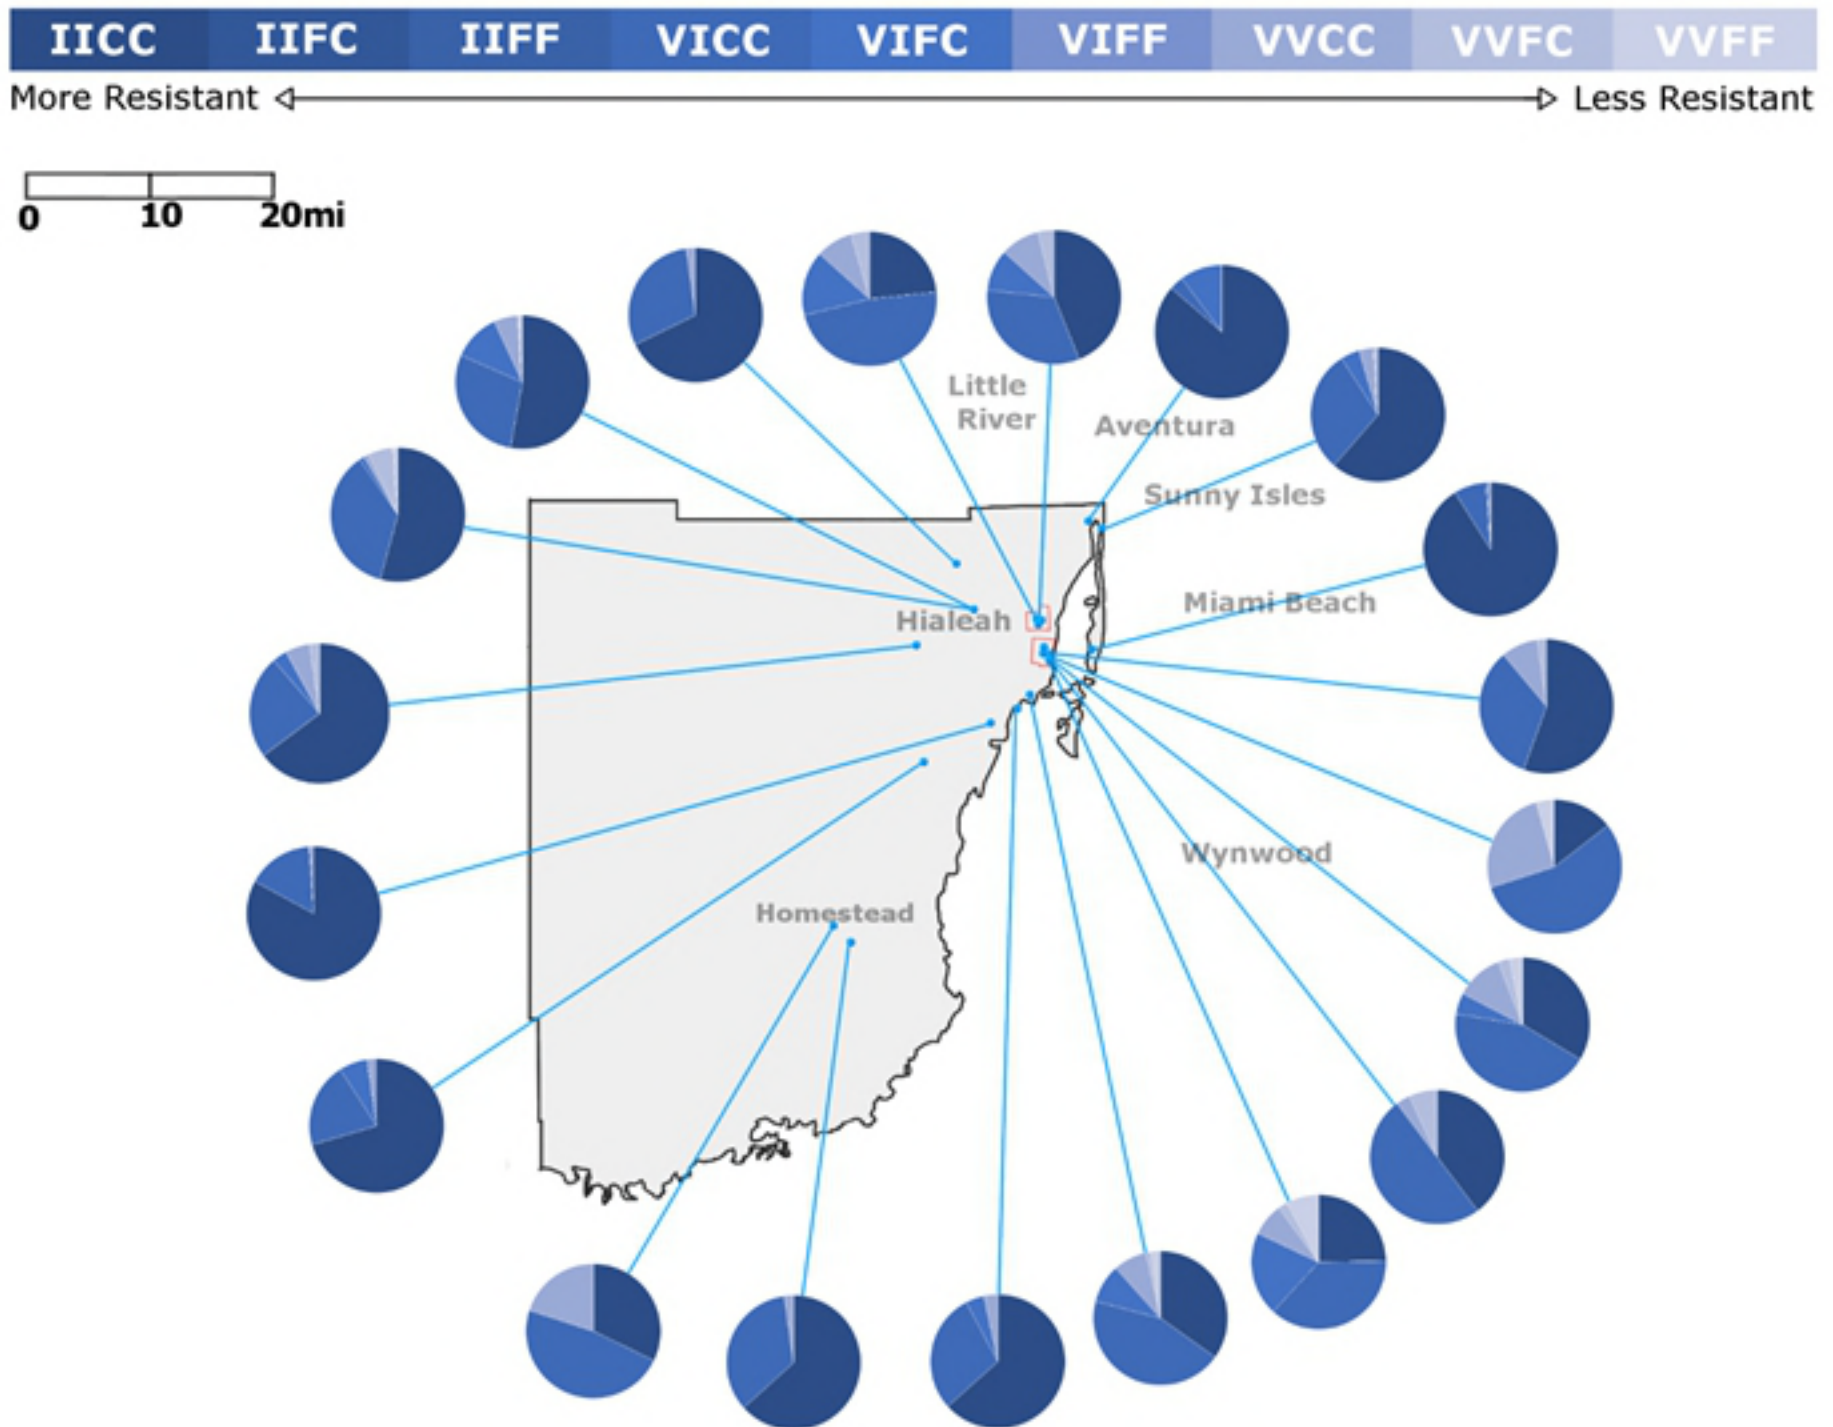 IICC IIFC IIFF VICC VIFC VIFF VVCC VVFC VVFF
More Resistant Less Resistant
0 10 20mi
Little
River
Aventura
Sunny Isles
Miami Beach
Hialeah
Wynwood
Homestead